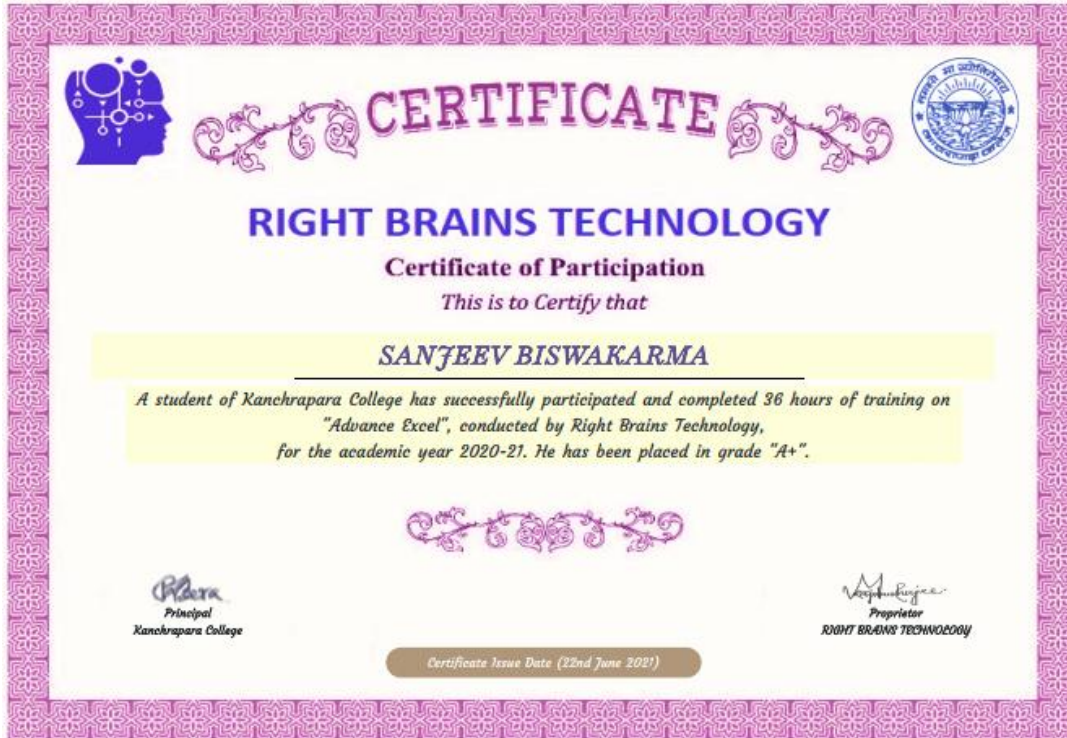 CERTIFICATE
तमसो मा ज्योतिर्गमय
RIGHT BRAINS TECHNOLOGY
Certificate of Participation
This is to Certify that
SANJEEV BISWAKARMA
A student of Kanchrapara College has successfully participated and completed 36 hours of training on
"Advance Excel", conducted by Right Brains Technology,
for the academic year 2020-21. He has been placed in grade "A+".
Principal
Kanchrapara College
Proprietor
RIGHT BRAINS TECHNOLOGY
Certificate Issue Date (22nd June 2021)